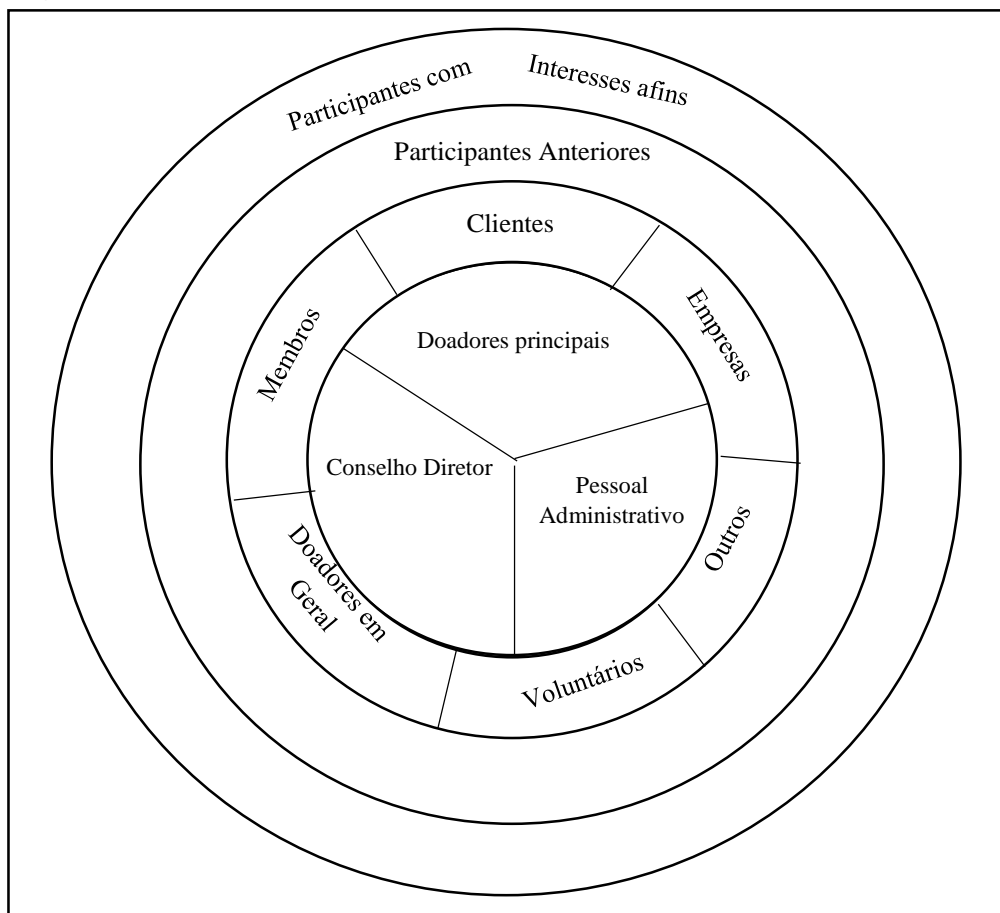 Participantes com Interesses afins
Participantes Anteriores
Clientes
Membros
Empresas
Doadores principais
Conselho Diretor
Pessoal
Administrativo
Outros
Doadores em
Geral
Voluntários